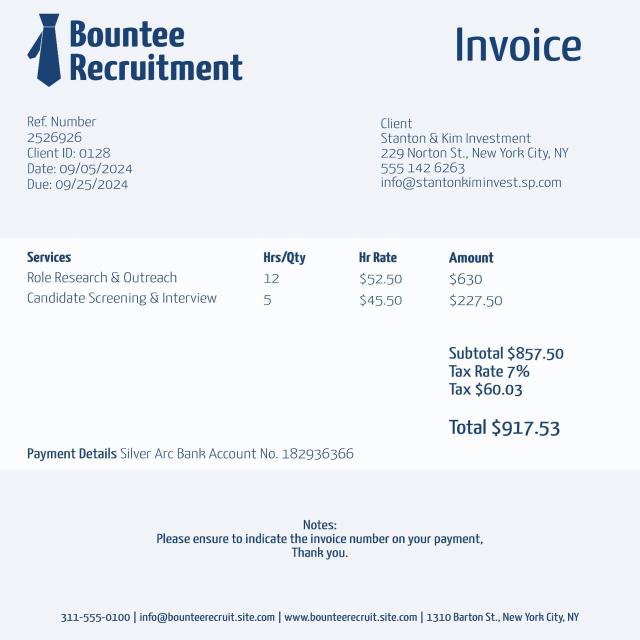 Bountee
Recruitment
Invoice
Ref. Number
2526926
Client ID: 0128
Date: 09/05/2024
Due: 09/25/2024
Client
Stanton & Kim Investment
229 Norton St., New York City, NY
555 142 6263
info@stantonkiminvest.sp.com
Services Hrs/Qty Hr Rate Amount
Role Research & Outreach 12 $52.50 $630
Candidate Screening & Interview 5 $45.50 $227.50
Subtotal $857.50
Tax Rate 7%
Tax $60.03
Total $917.53
Payment Details Silver Arc Bank Account No. 182936366
Notes:
Please ensure to indicate the invoice number on your payment,
Thank you.
311-555-0100 | info@bounteerecruit.site.com | www.bounteerecruit.site.com | 1310 Barton St., New York City, NY